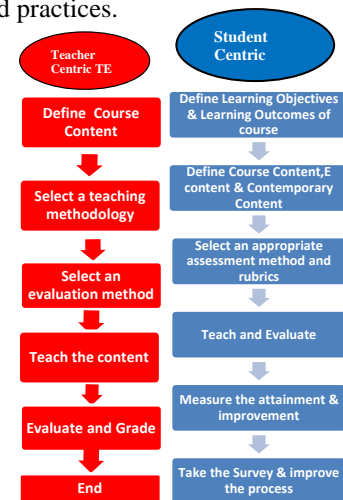 d practices.
Teacher
Centric TE
Define Course
Content
Select a teaching
methodology
Select an
evaluation method
Teach the content
Evaluate and Grade
End
Student
Centric
Define Learning Objectives
& Learning Outcomes of
course
Define Course Content,E
content & Contemporary
Content
Select an appropriate
assessment method and
rubrics
Teach and Evaluate
Measure the attainment &
improvement
Take the Survey & improve
the process